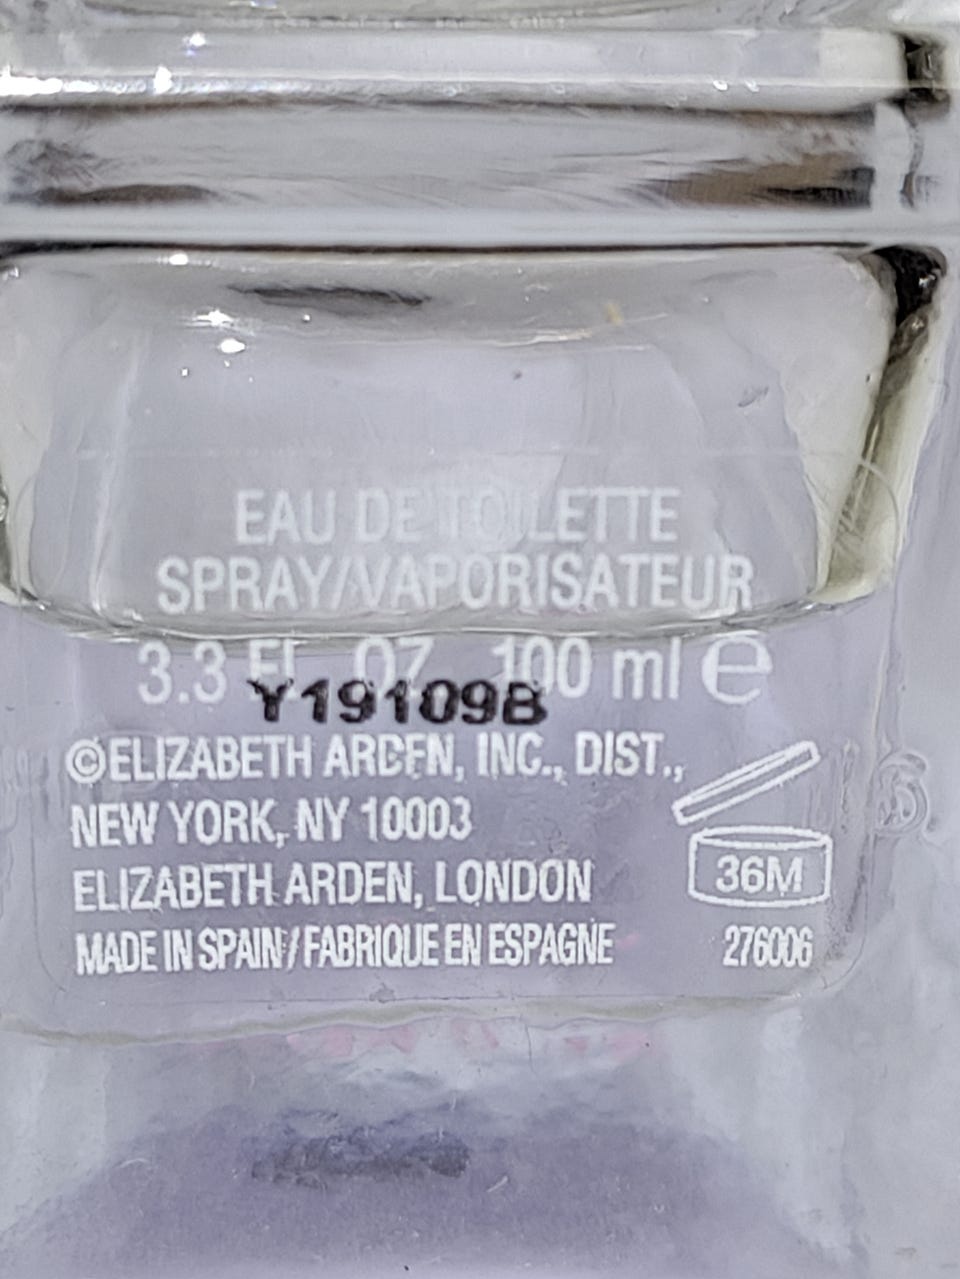 EAU DE TOILETTE
SPRAY/VAPORISATEUR
3.3 FL. OZ. 100 ml ℮
Y19109B
©ELIZABETH ARDEN, INC., DIST.,
NEW YORK, NY 10003
ELIZABETH ARDEN, LONDON
36M
MADE IN SPAIN/FABRIQUE EN ESPAGNE
276006